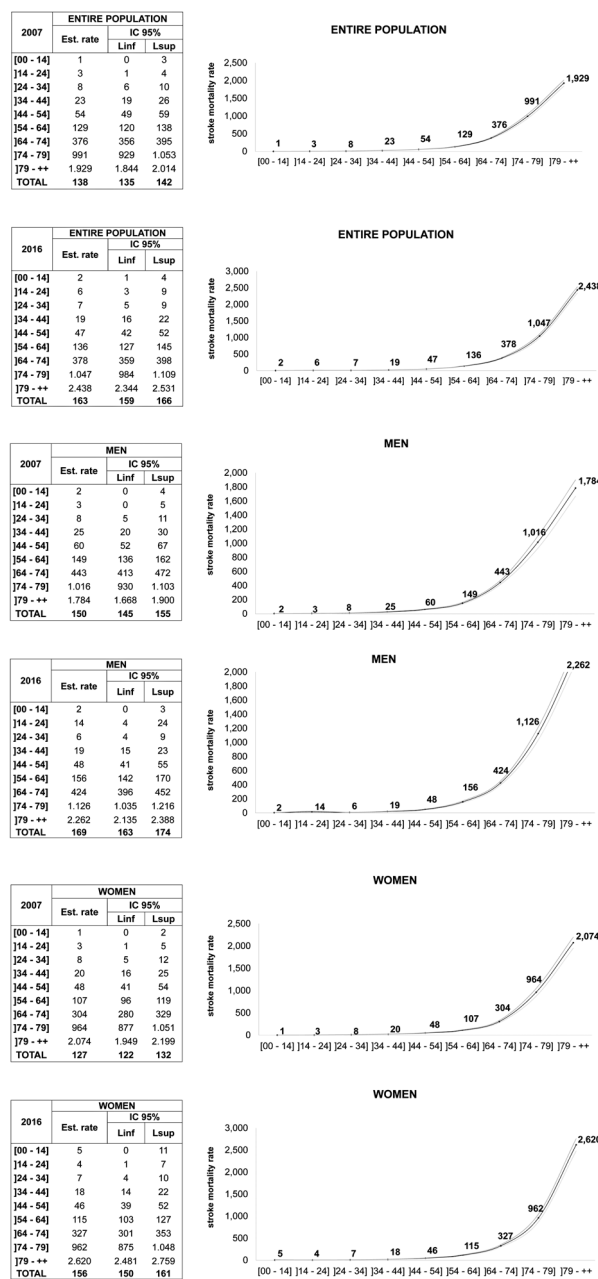 ENTIRE POPULATION
2007 Est. rate IC 95%
Linf Lsup
[00 - 14] 1 0 3
]14 - 24] 3 1 4
]24 - 34] 8 6 10
]34 - 44] 23 19 26
]44 - 54] 54 49 59
]54 - 64] 129 120 138
]64 - 74] 376 356 395
]74 - 79] 991 929 1.053
]79 - ++ 1.929 1.844 2.014
TOTAL 138 135 142
ENTIRE POPULATION
stroke mortality rate
2,500
2,000
1,500
1,000
500
0
1 3 8 23 54 129 376 991 1,929
[00 - 14] ]14 - 24] ]24 - 34] ]34 - 44] ]44 - 54] ]54 - 64] ]64 - 74] ]74 - 79] ]79 - ++
ENTIRE POPULATION
2016 Est. rate IC 95%
Linf Lsup
[00 - 14] 2 1 4
]14 - 24] 6 3 9
]24 - 34] 7 5 9
]34 - 44] 19 16 22
]44 - 54] 47 42 52
]54 - 64] 136 127 145
]64 - 74] 378 359 398
]74 - 79] 1.047 984 1.109
]79 - ++ 2.438 2.344 2.531
TOTAL 163 159 166
ENTIRE POPULATION
stroke mortality rate
3,000
2,500
2,000
1,500
1,000
500
0
2 6 7 19 47 136 378 1,047 2,438
[00 - 14] ]14 - 24] ]24 - 34] ]34 - 44] ]44 - 54] ]54 - 64] ]64 - 74] ]74 - 79] ]79 - ++
MEN
2007 Est. rate IC 95%
Linf Lsup
[00 - 14] 2 0 4
]14 - 24] 3 0 5
]24 - 34] 8 5 11
]34 - 44] 25 20 30
]44 - 54] 60 52 67
]54 - 64] 149 136 162
]64 - 74] 443 413 472
]74 - 79] 1.016 930 1.103
]79 - ++ 1.784 1.668 1.900
TOTAL 150 145 155
MEN
stroke mortality rate
2,000
1,800
1,600
1,400
1,200
1,000
800
600
400
200
0
2 3 8 25 60 149 443 1,016 1,784
[00 - 14] ]14 - 24] ]24 - 34] ]34 - 44] ]44 - 54] ]54 - 64] ]64 - 74] ]74 - 79] ]79 - ++
MEN
2016 Est. rate IC 95%
Linf Lsup
[00 - 14] 2 0 3
]14 - 24] 14 4 24
]24 - 34] 6 4 9
]34 - 44] 19 15 23
]44 - 54] 48 41 55
]54 - 64] 156 142 170
]64 - 74] 424 396 452
]74 - 79] 1.126 1.035 1.216
]79 - ++ 2.262 2.135 2.388
TOTAL 169 163 174
MEN
stroke mortality rate
2,000
1,800
1,600
1,400
1,200
1,000
800
600
400
200
0
2 14 6 19 48 156 424 1,126 2,262
[00 - 14] ]14 - 24] ]24 - 34] ]34 - 44] ]44 - 54] ]54 - 64] ]64 - 74] ]74 - 79] ]79 - ++
WOMEN
2007 Est. rate IC 95%
Linf Lsup
[00 - 14] 1 0 2
]14 - 24] 3 1 5
]24 - 34] 8 5 12
]34 - 44] 20 16 25
]44 - 54] 48 41 54
]54 - 64] 107 96 119
]64 - 74] 304 280 329
]74 - 79] 964 877 1.051
]79 - ++ 2.074 1.949 2.199
TOTAL 127 122 132
WOMEN
stroke mortality rate
2,500
2,000
1,500
1,000
500
0
1 3 8 20 48 107 304 964 2,074
[00 - 14] ]14 - 24] ]24 - 34] ]34 - 44] ]44 - 54] ]54 - 64] ]64 - 74] ]74 - 79] ]79 - ++
WOMEN
2016 Est. rate IC 95%
Linf Lsup
[00 - 14] 5 0 11
]14 - 24] 4 1 7
]24 - 34] 7 4 10
]34 - 44] 18 14 22
]44 - 54] 46 39 52
]54 - 64] 115 103 127
]64 - 74] 327 301 353
]74 - 79] 962 875 1.048
]79 - ++ 2.620 2.481 2.759
TOTAL 156 150 161
WOMEN
stroke mortality rate
3,000
2,500
2,000
1,500
1,000
500
0
5 4 7 18 46 115 327 962 2,620
[00 - 14] ]14 - 24] ]24 - 34] ]34 - 44] ]44 - 54] ]54 - 64] ]64 - 74] ]74 - 79] ]79 - ++